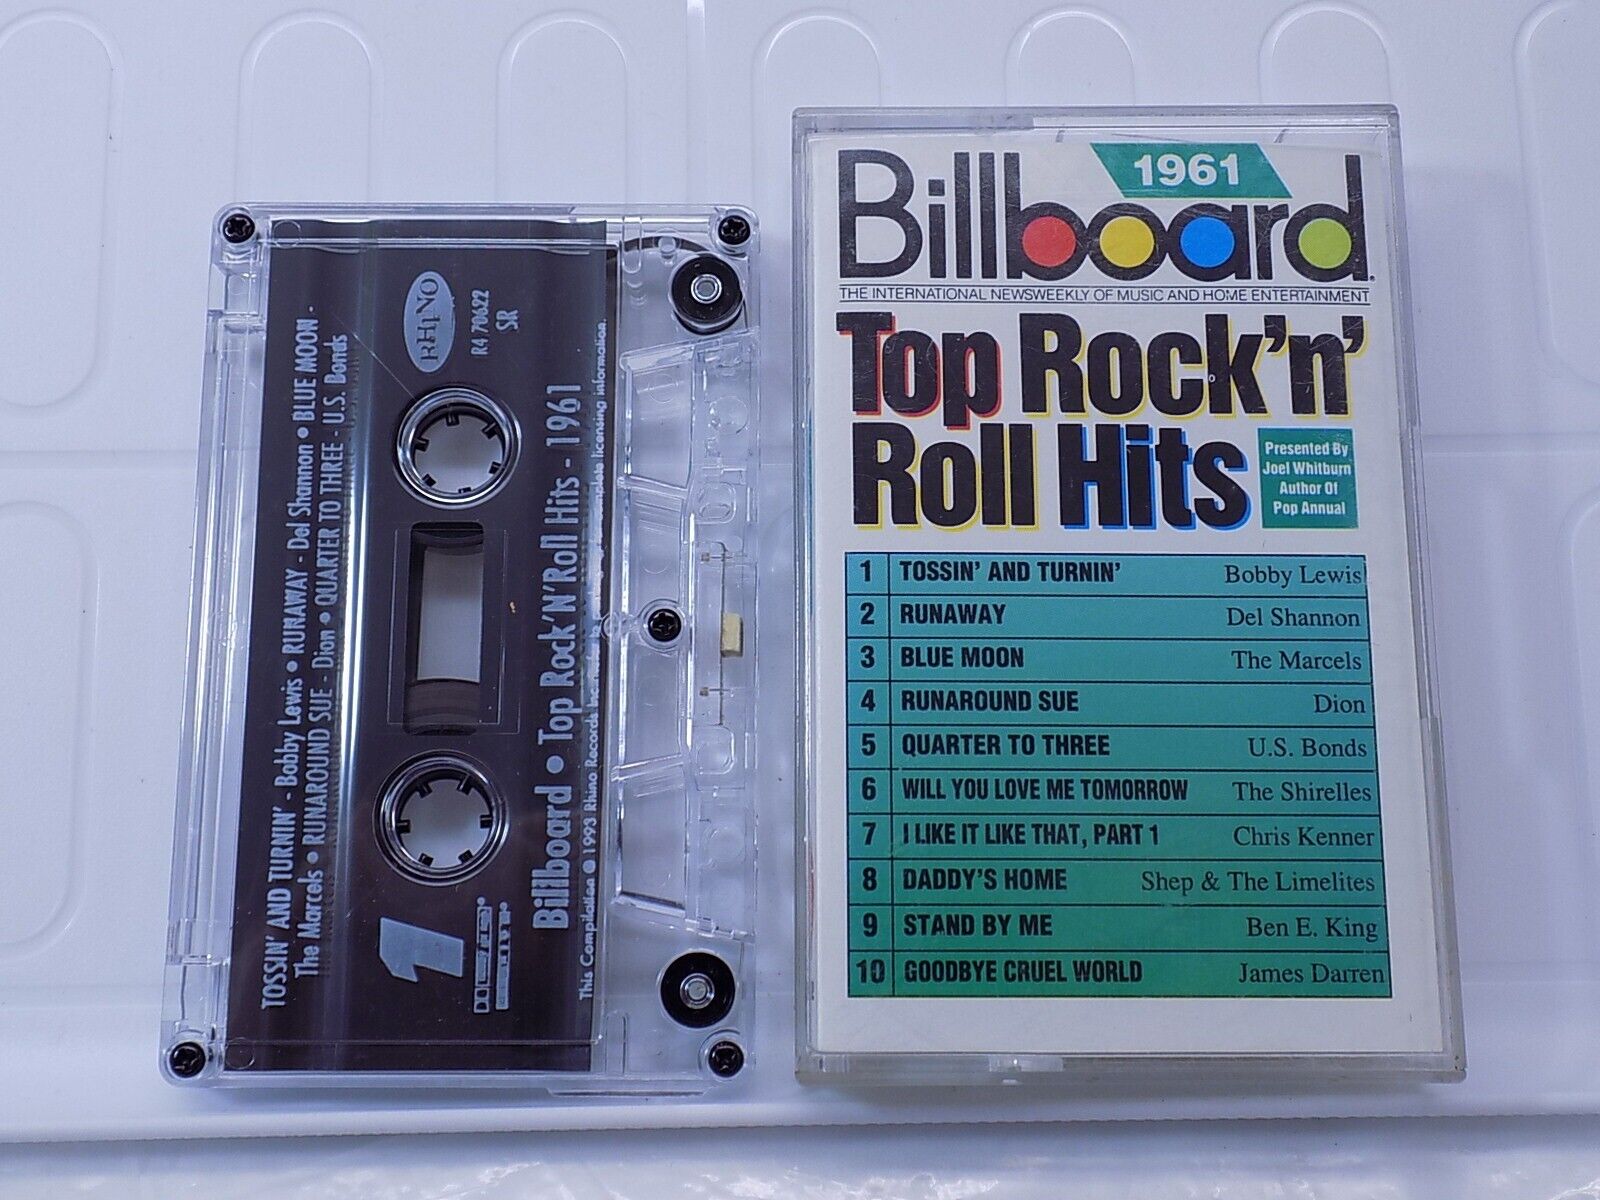 TOSSIN' AND TURNIN' - Bobby Lewis • RUNAWAY - Del Shannon • BLUE MOON -
The Marcels • RUNAROUND SUE - Dion • QUARTER TO THREE - U.S. Bonds
RHINO
R4 70622
SR
1
Billboard • Top Rock'N'Roll Hits - 1961
This Compilation ℗ 1993 Rhino Records Inc. complete licensing information.
1961
Billboard
THE INTERNATIONAL NEWSWEEKLY OF MUSIC AND HOME ENTERTAINMENT
Top Rock'n'
Roll Hits
Presented By
Joel Whitburn
Author Of
Pop Annual
1 TOSSIN' AND TURNIN' Bobby Lewis
2 RUNAWAY Del Shannon
3 BLUE MOON The Marcels
4 RUNAROUND SUE Dion
5 QUARTER TO THREE U.S. Bonds
6 WILL YOU LOVE ME TOMORROW The Shirelles
7 I LIKE IT LIKE THAT, PART 1 Chris Kenner
8 DADDY'S HOME Shep & The Limelites
9 STAND BY ME Ben E. King
10 GOODBYE CRUEL WORLD James Darren